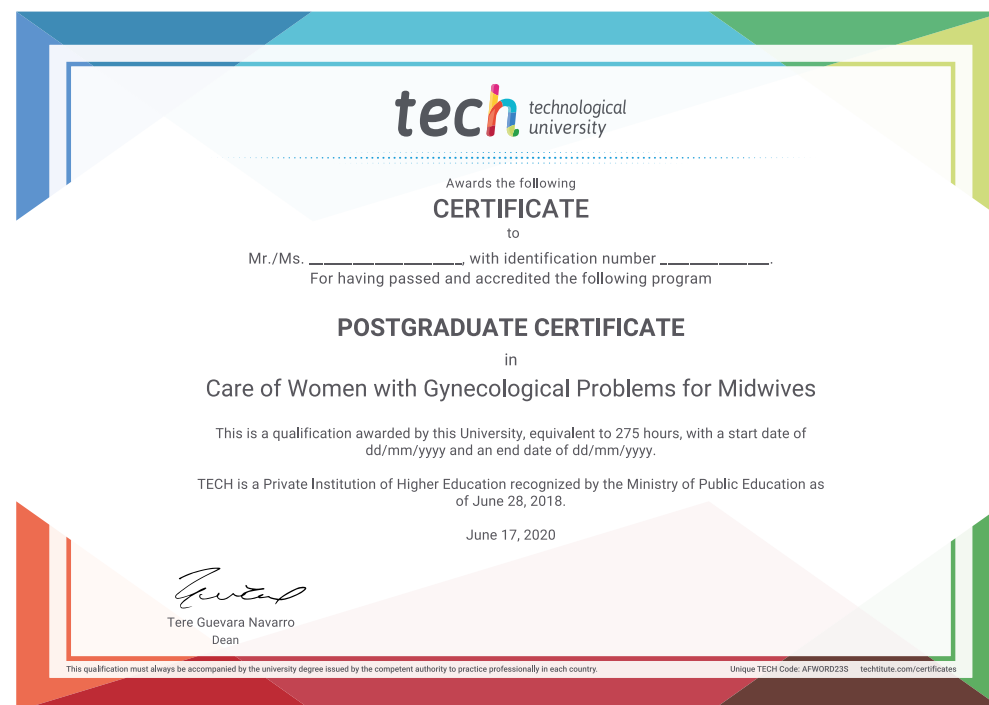 tech technological
university
Awards the following
CERTIFICATE
to
Mr./Ms. ____________________, with identification number ______________.
For having passed and accredited the following program
POSTGRADUATE CERTIFICATE
in
Care of Women with Gynecological Problems for Midwives
This is a qualification awarded by this University, equivalent to 275 hours, with a start date of
dd/mm/yyyy and an end date of dd/mm/yyyy.
TECH is a Private Institution of Higher Education recognized by the Ministry of Public Education as
of June 28, 2018.
June 17, 2020
Tere Guevara Navarro
Dean
This qualification must always be accompanied by the university degree issued by the competent authority to practice professionally in each country. Unique TECH Code: AFWORD23S techtitute.com/certificates